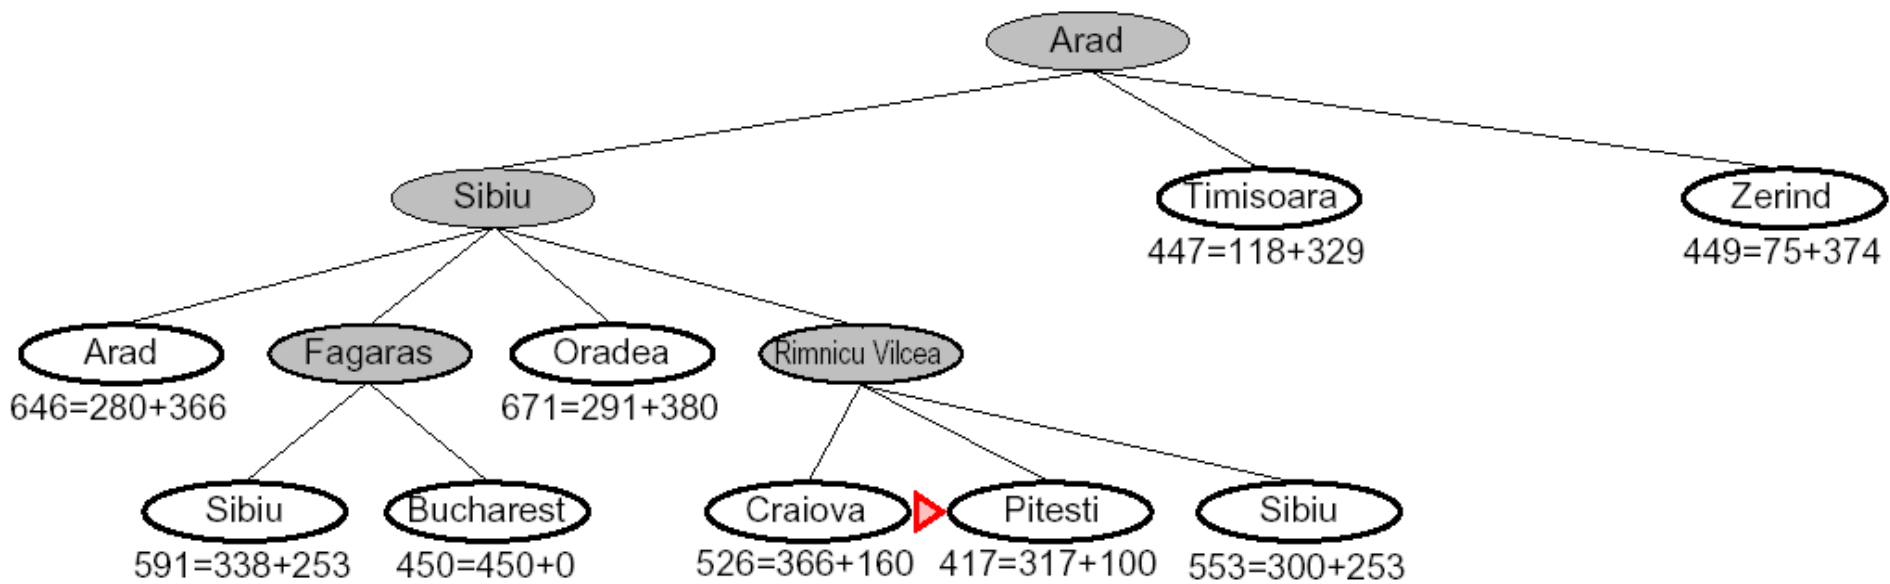 Arad
Sibiu
Timisoara
Zerind
447=118+329
449=75+374
Arad
Fagaras
Oradea
Rimnicu Vilcea
646=280+366
671=291+380
Sibiu
Bucharest
Craiova
Pitesti
Sibiu
591=338+253
450=450+0
526=366+160
417=317+100
553=300+253